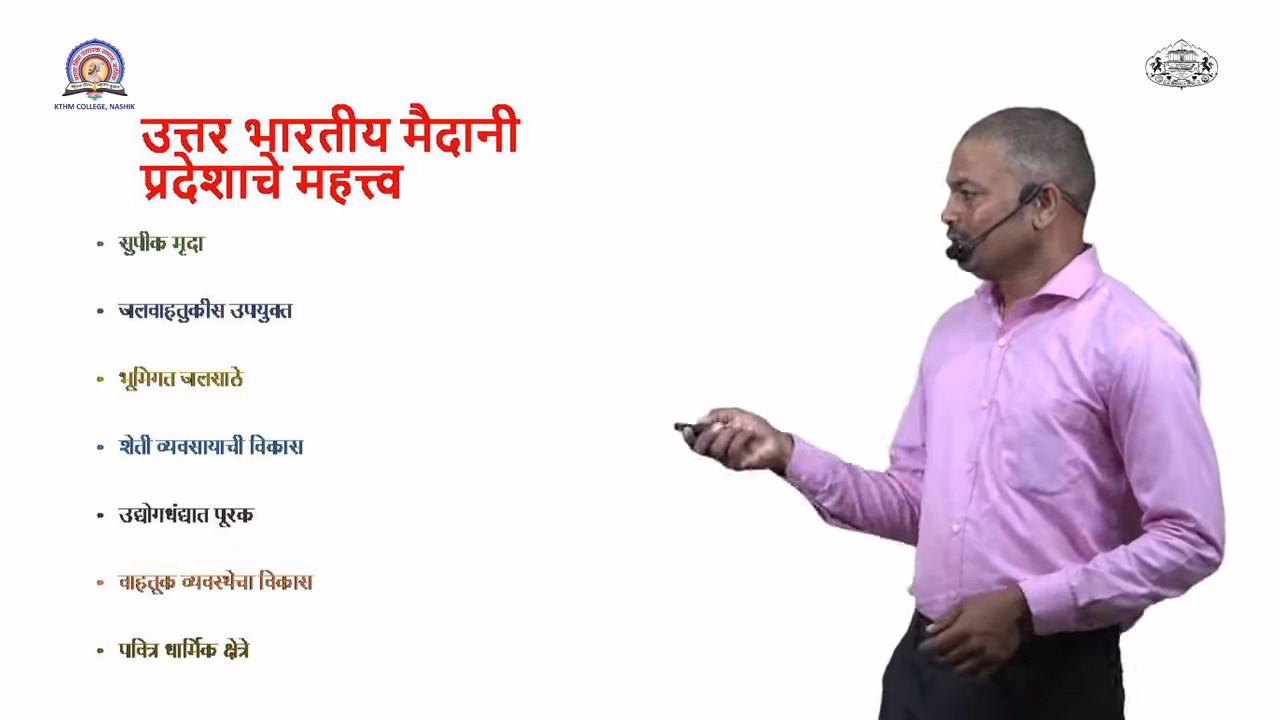 KTHM COLLEGE, NASHIK
उत्तर भारतीय मैदानी
प्रदेशाचे महत्त्व
• सुपीक मृदा
• जलवाहतुकीस उपयुक्त
• भूमिगत जलसाठे
• शेती व्यवसायाची विकास
• उद्योगधंद्यात पूरक
• वाहतूक व्यवस्थेचा विकास
• पवित्र धार्मिक क्षेत्रे